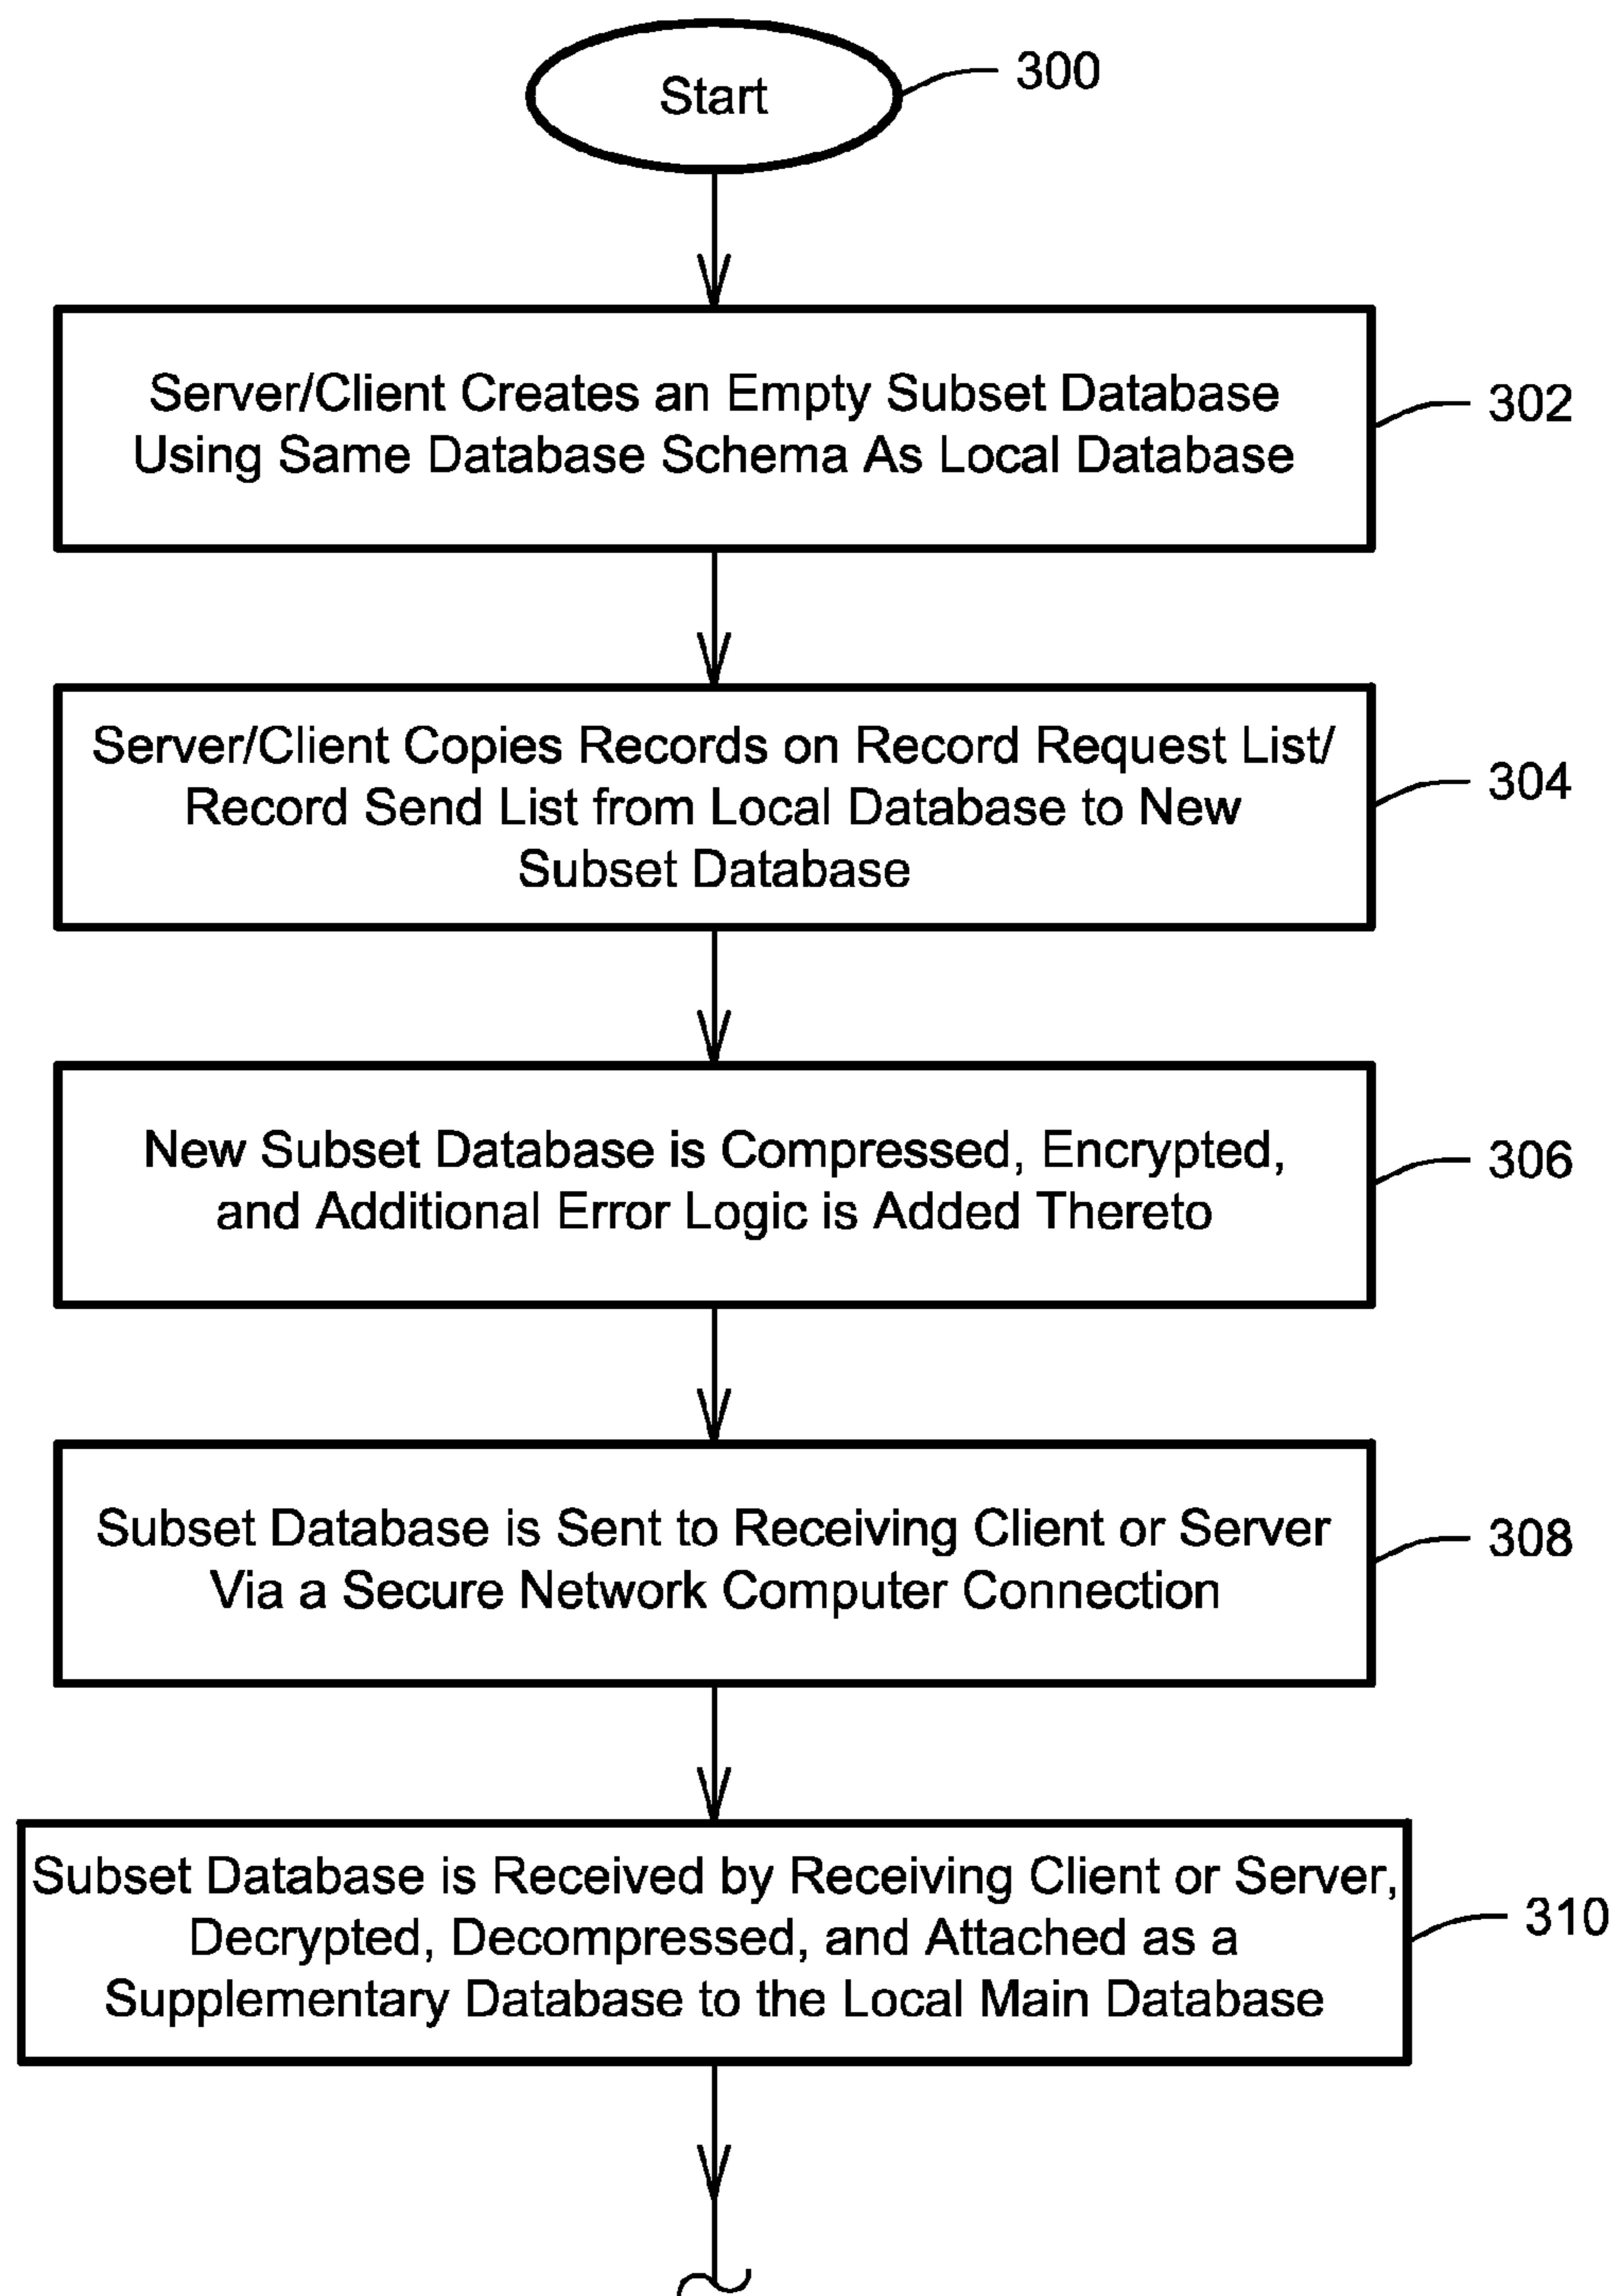 Start
300
Server/Client Creates an Empty Subset Database
Using Same Database Schema As Local Database
302
Server/Client Copies Records on Record Request List/
Record Send List from Local Database to New
Subset Database
304
New Subset Database is Compressed, Encrypted,
and Additional Error Logic is Added Thereto
306
Subset Database is Sent to Receiving Client or Server
Via a Secure Network Computer Connection
308
Subset Database is Received by Receiving Client or Server,
Decrypted, Decompressed, and Attached as a
Supplementary Database to the Local Main Database
310